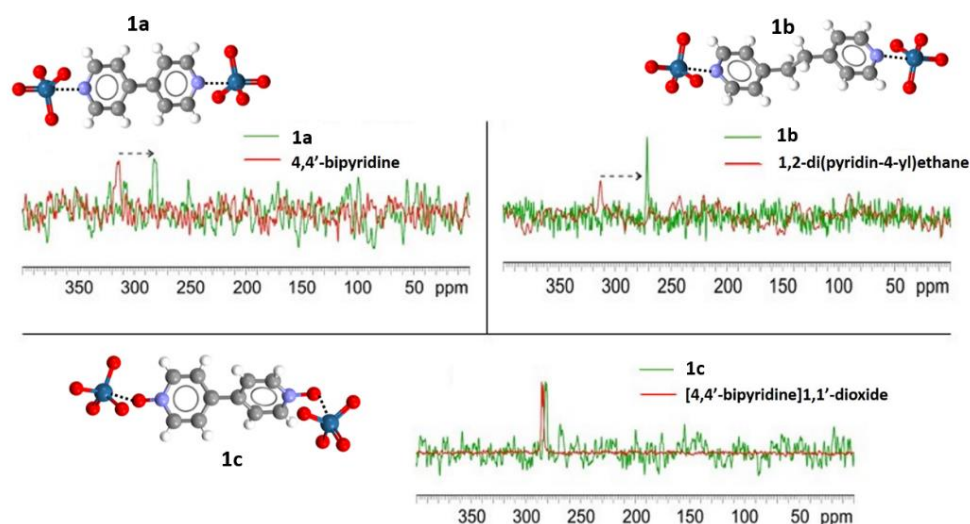 1a
1b
1a
4,4'-bipyridine
1b
1,2-di(pyridin-4-yl)ethane
350 300 250 200 150 100 50 ppm
350 300 250 200 150 100 50 ppm
1c
1c
[4,4'-bipyridine]1,1'-dioxide
350 300 250 200 150 100 50 ppm